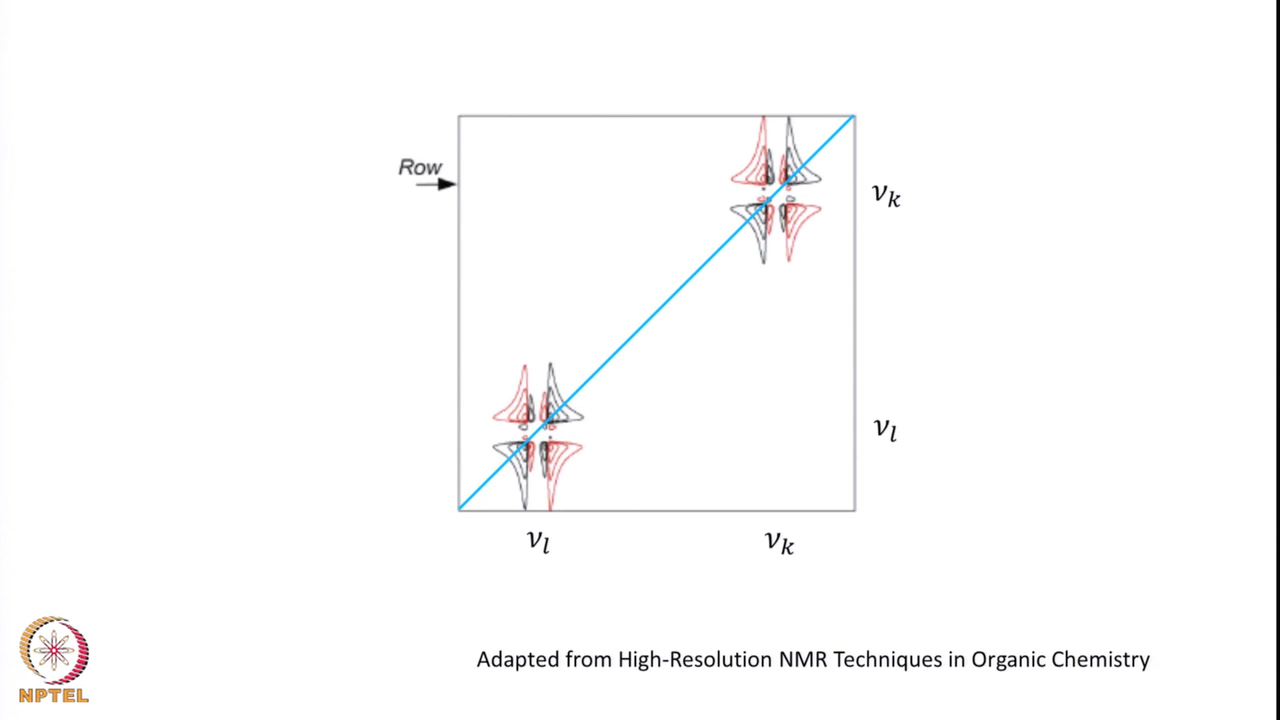 Row
νk
νl
νl νk
Adapted from High-Resolution NMR Techniques in Organic Chemistry
NPTEL